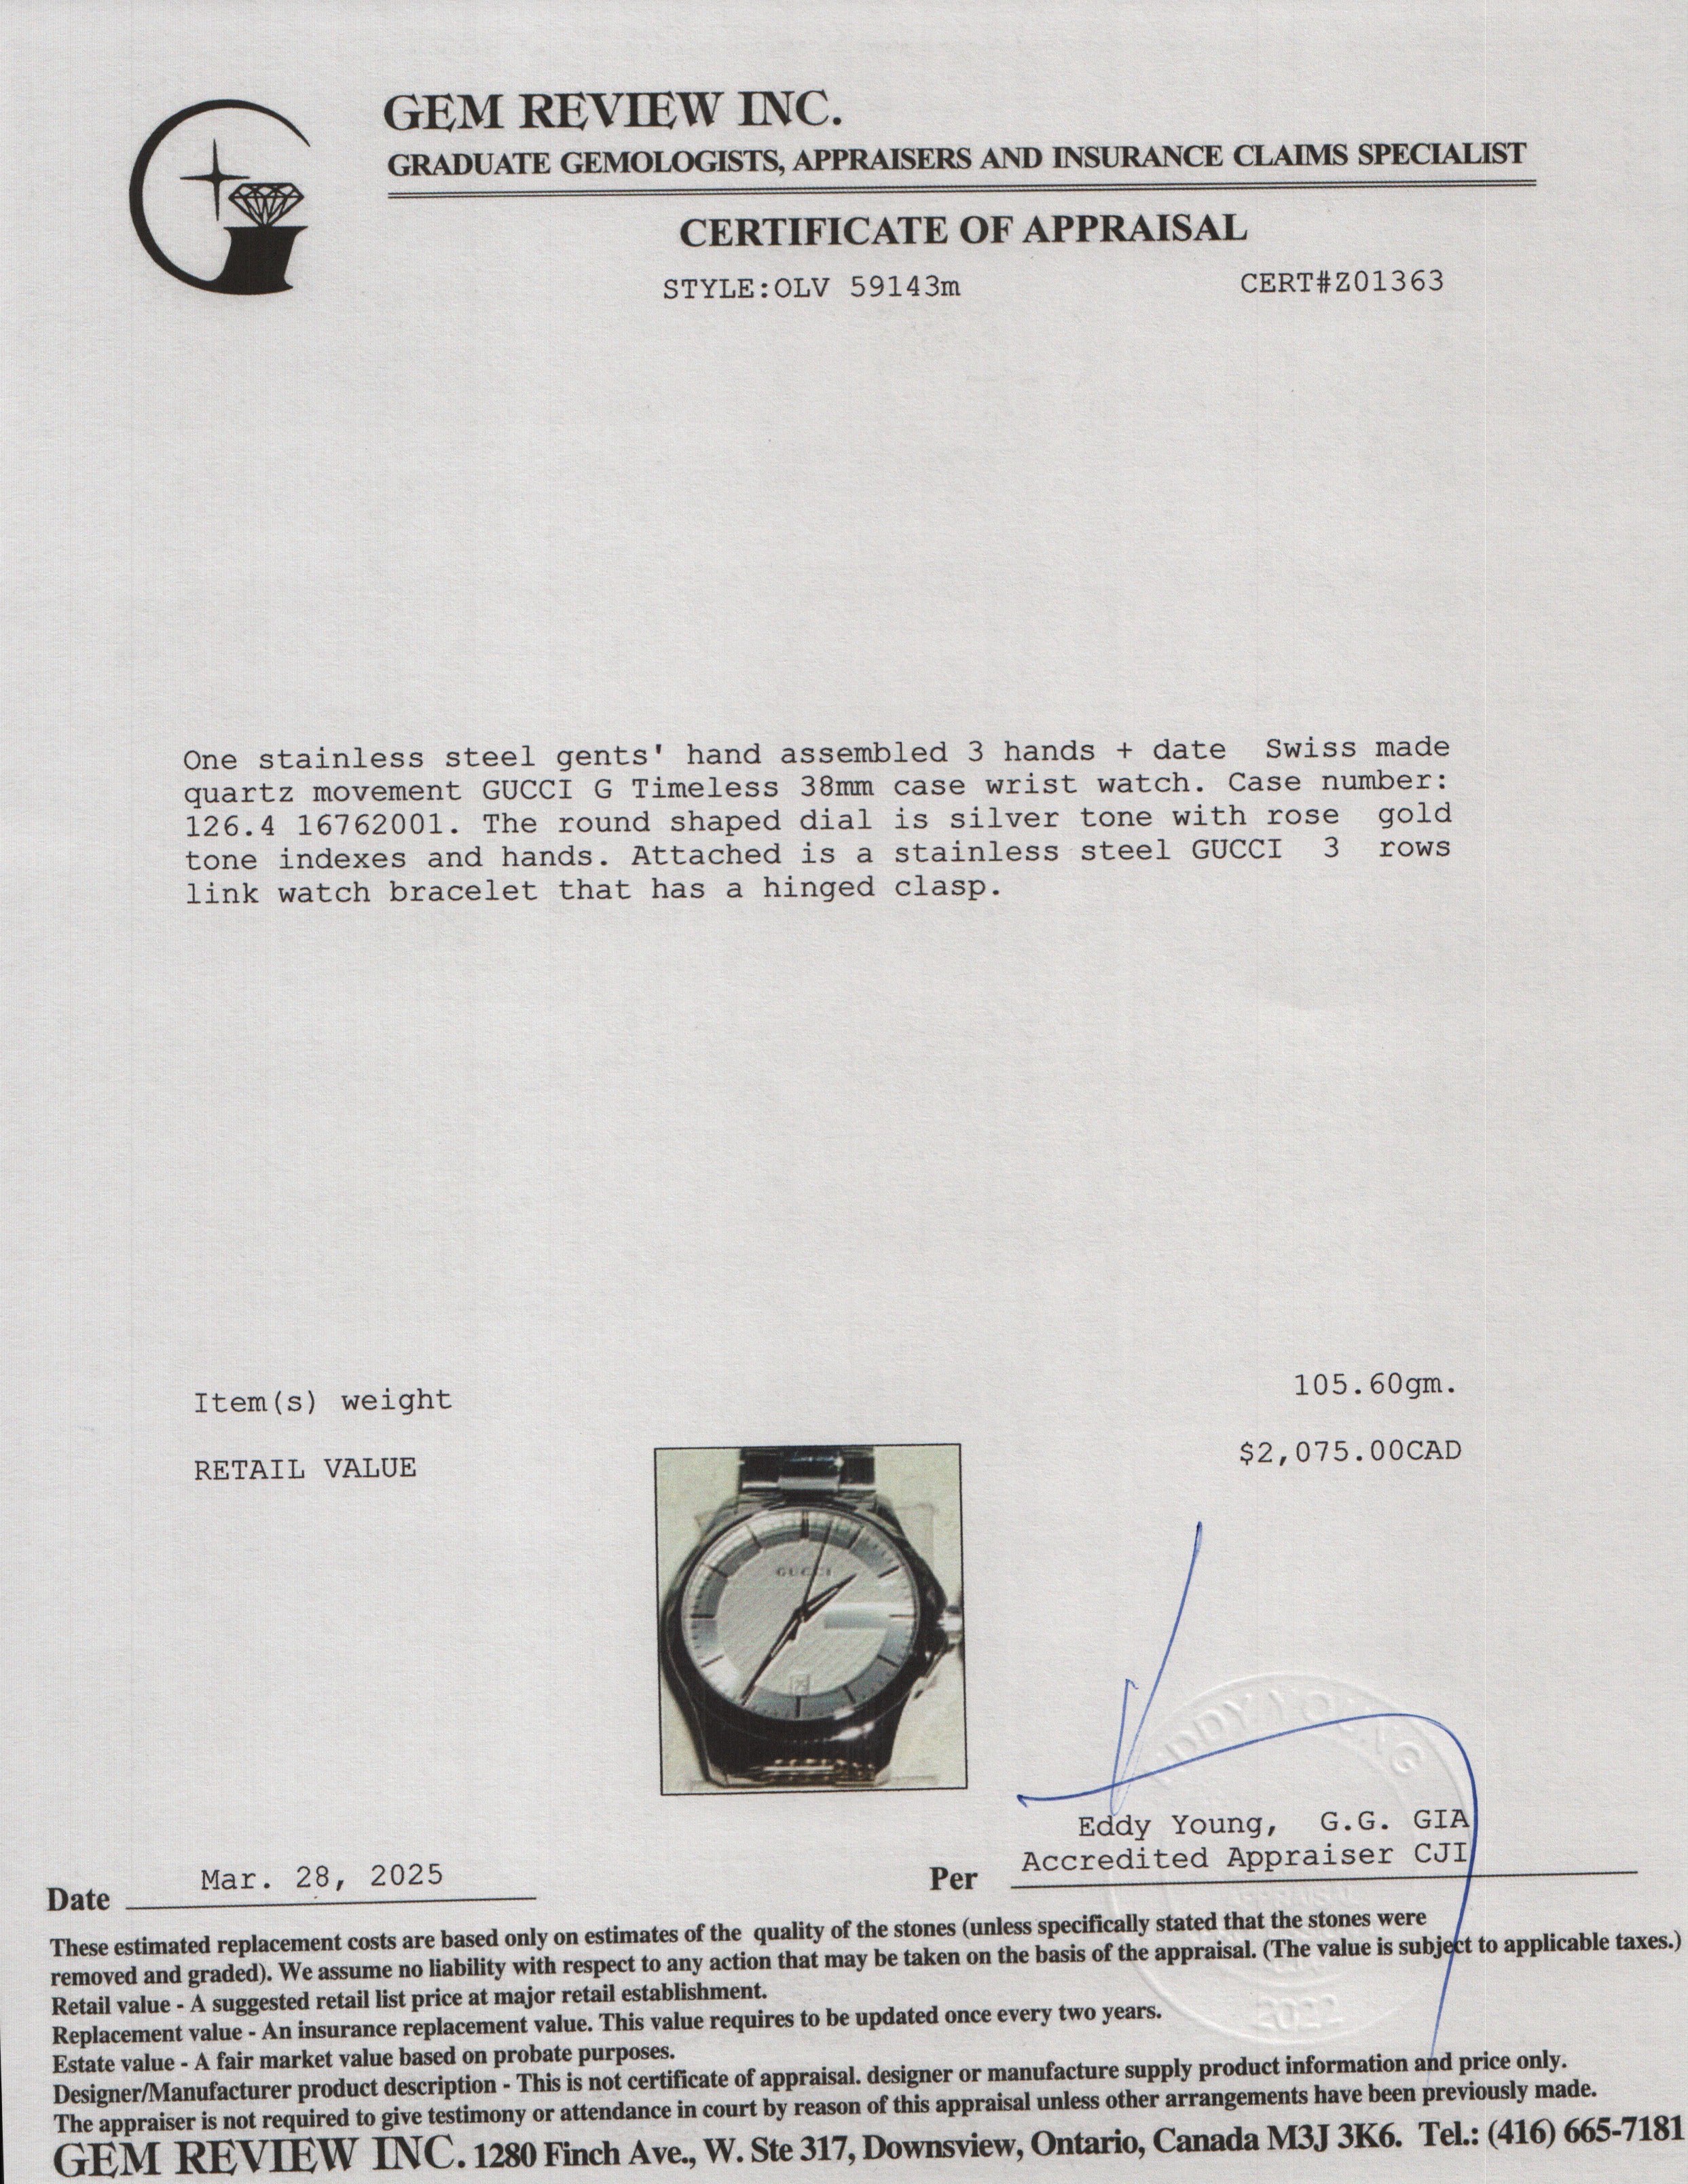 GEM REVIEW INC.
GRADUATE GEMOLOGISTS, APPRAISERS AND INSURANCE CLAIMS SPECIALIST
CERTIFICATE OF APPRAISAL
STYLE:OLV 59143m
CERT#Z01363
One stainless steel gents' hand assembled 3 hands + date Swiss made
quartz movement GUCCI G Timeless 38mm case wrist watch. Case number:
126.4 16762001. The round shaped dial is silver tone with rose gold
tone indexes and hands. Attached is a stainless steel GUCCI 3 rows
link watch bracelet that has a hinged clasp.
Item(s) weight 105.60gm.
RETAIL VALUE $2,075.00CAD
GUCCI
EDDY YOUNG
Eddy Young, G.G. GIA
Accredited Appraiser CJI
Date Mar. 28, 2025
Per
2022
These estimated replacement costs are based only on estimates of the quality of the stones (unless specifically stated that the stones were
removed and graded). We assume no liability with respect to any action that may be taken on the basis of the appraisal. (The value is subject to applicable taxes.)
Retail value - A suggested retail list price at major retail establishment.
Replacement value - An insurance replacement value. This value requires to be updated once every two years.
Estate value - A fair market value based on probate purposes.
Designer/Manufacturer product description - This is not certificate of appraisal. designer or manufacture supply product information and price only.
The appraiser is not required to give testimony or attendance in court by reason of this appraisal unless other arrangements have been previously made.
GEM REVIEW INC. 1280 Finch Ave., W. Ste 317, Downsview, Ontario, Canada M3J 3K6. Tel.: (416) 665-7181